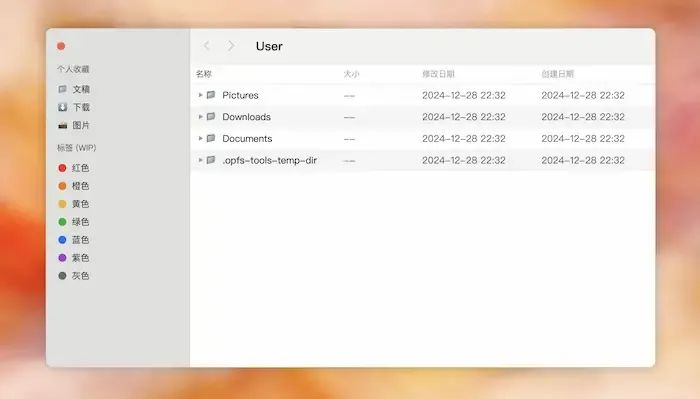 User
个人收藏
文稿
下载
图片
标签 (WIP)
红色
橙色
黄色
绿色
蓝色
紫色
灰色
名称 大小 修改日期 创建日期
Pictures -- 2024-12-28 22:32 2024-12-28 22:32
Downloads -- 2024-12-28 22:32 2024-12-28 22:32
Documents -- 2024-12-28 22:32 2024-12-28 22:32
.opfs-tools-temp-dir -- 2024-12-28 22:32 2024-12-28 22:32